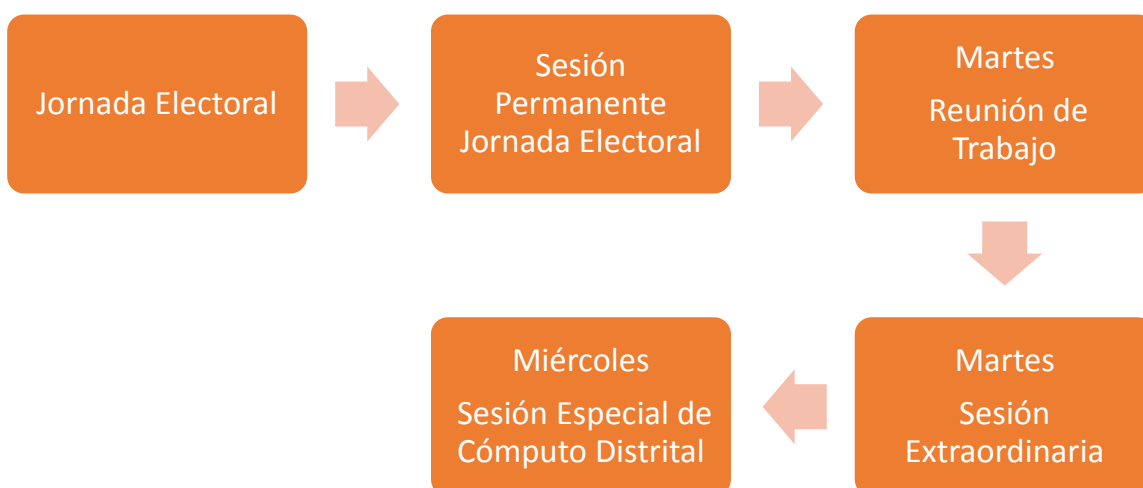 Jornada Electoral
Sesión
Permanente
Jornada Electoral
Martes
Reunión de
Trabajo
Martes
Sesión
Extraordinaria
Miércoles
Sesión Especial de
Cómputo Distrital